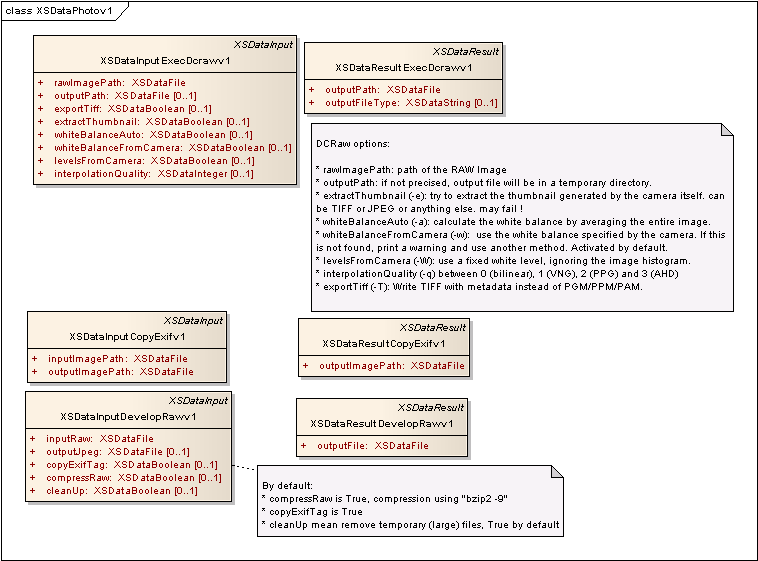 class XSDataPhotov1
XSDataInput
XSDataInputExecDcrawv1
+ rawImagePath: XSDataFile
+ outputPath: XSDataFile [0..1]
+ exportTiff: XSDataBoolean [0..1]
+ extractThumbnail: XSDataBoolean [0..1]
+ whiteBalanceAuto: XSDataBoolean [0..1]
+ whiteBalanceFromCamera: XSDataBoolean [0..1]
+ levelsFromCamera: XSDataBoolean [0..1]
+ interpolationQuality: XSDataInteger [0..1]
XSDataResult
XSDataResultExecDcrawv1
+ outputPath: XSDataFile
+ outputFileType: XSDataString [0..1]
DCRaw options:
* rawImagePath: path of the RAW Image
* outputPath: if not precised, output file will be in a temporary directory.
* extractThumbnail (-e): try to extract the thumbnail generated by the camera itself. can
be TIFF or JPEG or anything else. may fail !
* whiteBalanceAuto (-a): calculate the white balance by averaging the entire image.
* whiteBalanceFromCamera (-w): use the white balance specified by the camera. If this
is not found, print a warning and use another method. Activated by default.
* levelsFromCamera (-W): use a fixed white level, ignoring the image histogram.
* interpolationQuality (-q) between 0 (bilinear), 1 (VNG), 2 (PPG) and 3 (AHD)
* exportTiff (-T): Write TIFF with metadata instead of PGM/PPM/PAM.
XSDataInput
XSDataInputCopyExifv1
+ inputImagePath: XSDataFile
+ outputImagePath: XSDataFile
XSDataResult
XSDataResultCopyExifv1
+ outputImagePath: XSDataFile
XSDataInput
XSDataInputDevelopRawv1
+ inputRaw: XSDataFile
+ outputJpeg: XSDataFile [0..1]
+ copyExifTag: XSDataBoolean [0..1]
+ compressRaw: XSDataBoolean [0..1]
+ cleanUp: XSDataBoolean [0..1]
XSDataResult
XSDataResultDevelopRawv1
+ outputFile: XSDataFile
By default:
* compressRaw is True, compression using "bzip2 -9"
* copyExifTag is True
* cleanUp mean remove temporary (large) files, True by default